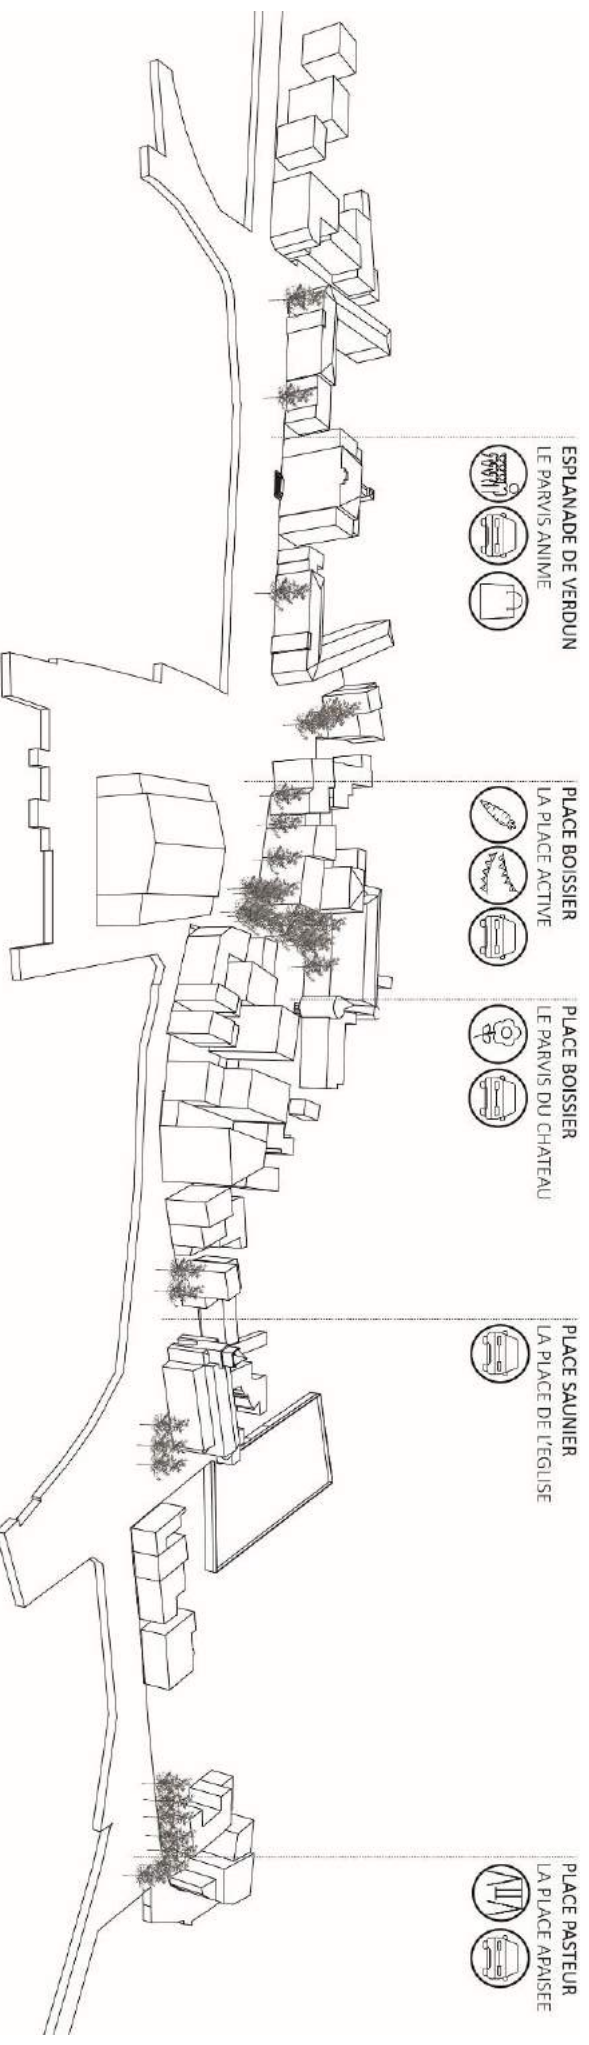 ESPLANADE DE VERDUN
LE PARVIS ANIME
PLACE BOISSIER
LA PLACE ACTIVE
PLACE BOISSIER
LE PARVIS DU CHATEAU
PLACE SAUNIER
LA PLACE DE L'EGLISE
PLACE PASTEUR
LA PLACE APAISEE